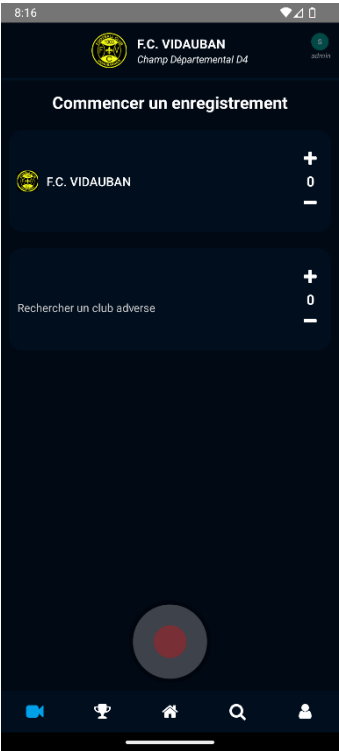 8:16
F.C. VIDAUBAN
Champ Départemental D4
S
admin
Commencer un enregistrement
F.C. VIDAUBAN
0
Rechercher un club adverse
0